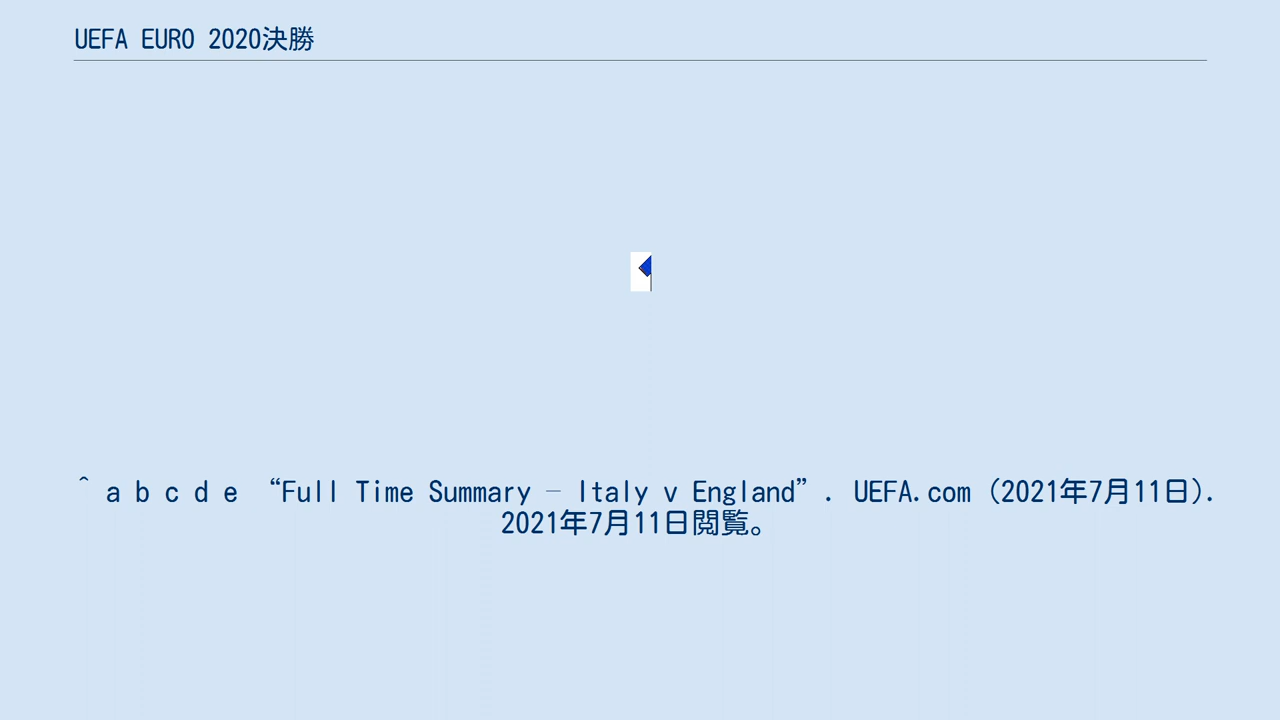 UEFA EURO 2020決勝
^ a b c d e “Full Time Summary – Italy v England”. UEFA.com (2021年7月11日).
2021年7月11日閲覧。